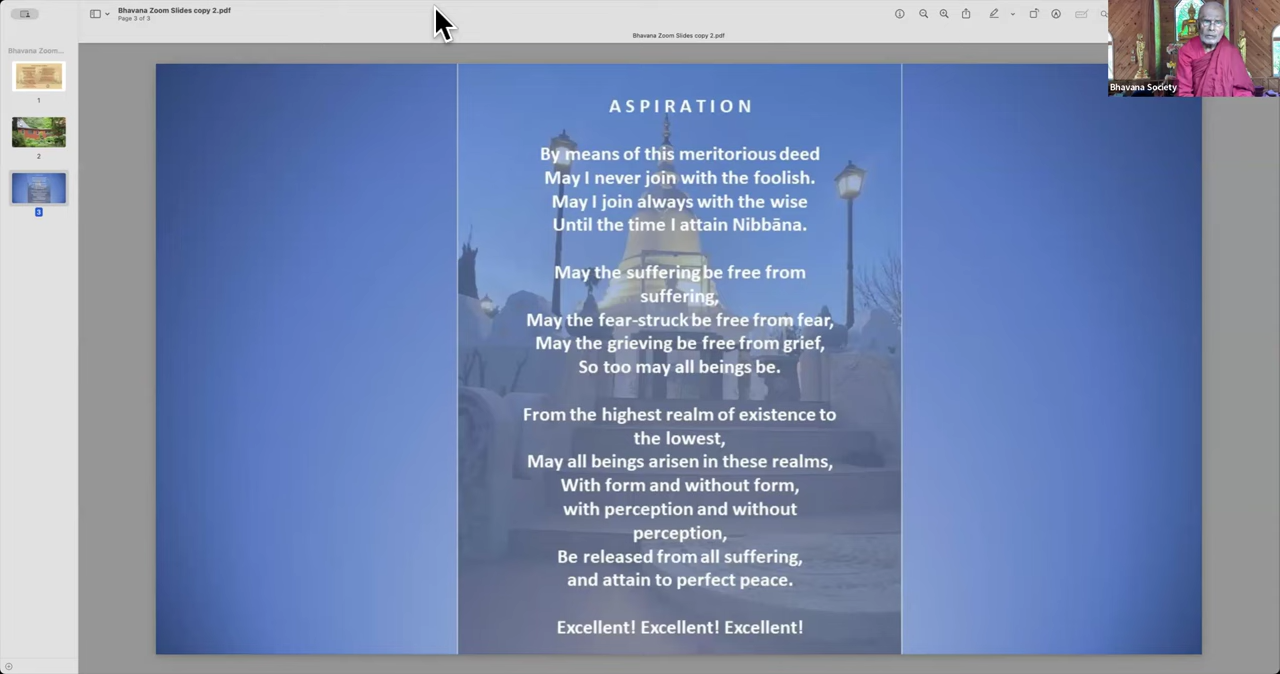 Bhavana Zoom Slides copy 2.pdf
Page 3 of 3
Bhavana Zoom Slides copy 2.pdf
Bhavana Society
Bhavana Zoom...
1
2
3
ASPIRATION
By means of this meritorious deed
May I never join with the foolish.
May I join always with the wise
Until the time I attain Nibbāna.
May the suffering be free from
suffering,
May the fear-struck be free from fear,
May the grieving be free from grief,
So too may all beings be.
From the highest realm of existence to
the lowest,
May all beings arisen in these realms,
With form and without form,
with perception and without
perception,
Be released from all suffering,
and attain to perfect peace.
Excellent! Excellent! Excellent!